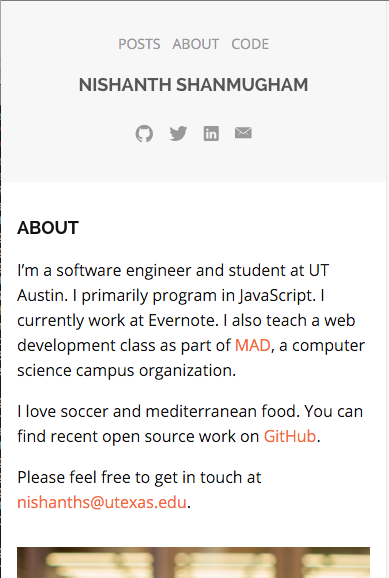 POSTS ABOUT CODE
NISHANTH SHANMUGHAM
ABOUT
I’m a software engineer and student at UT
Austin. I primarily program in JavaScript. I
currently work at Evernote. I also teach a web
development class as part of MAD, a computer
science campus organization.
I love soccer and mediterranean food. You can
find recent open source work on GitHub.
Please feel free to get in touch at
nishanths@utexas.edu.